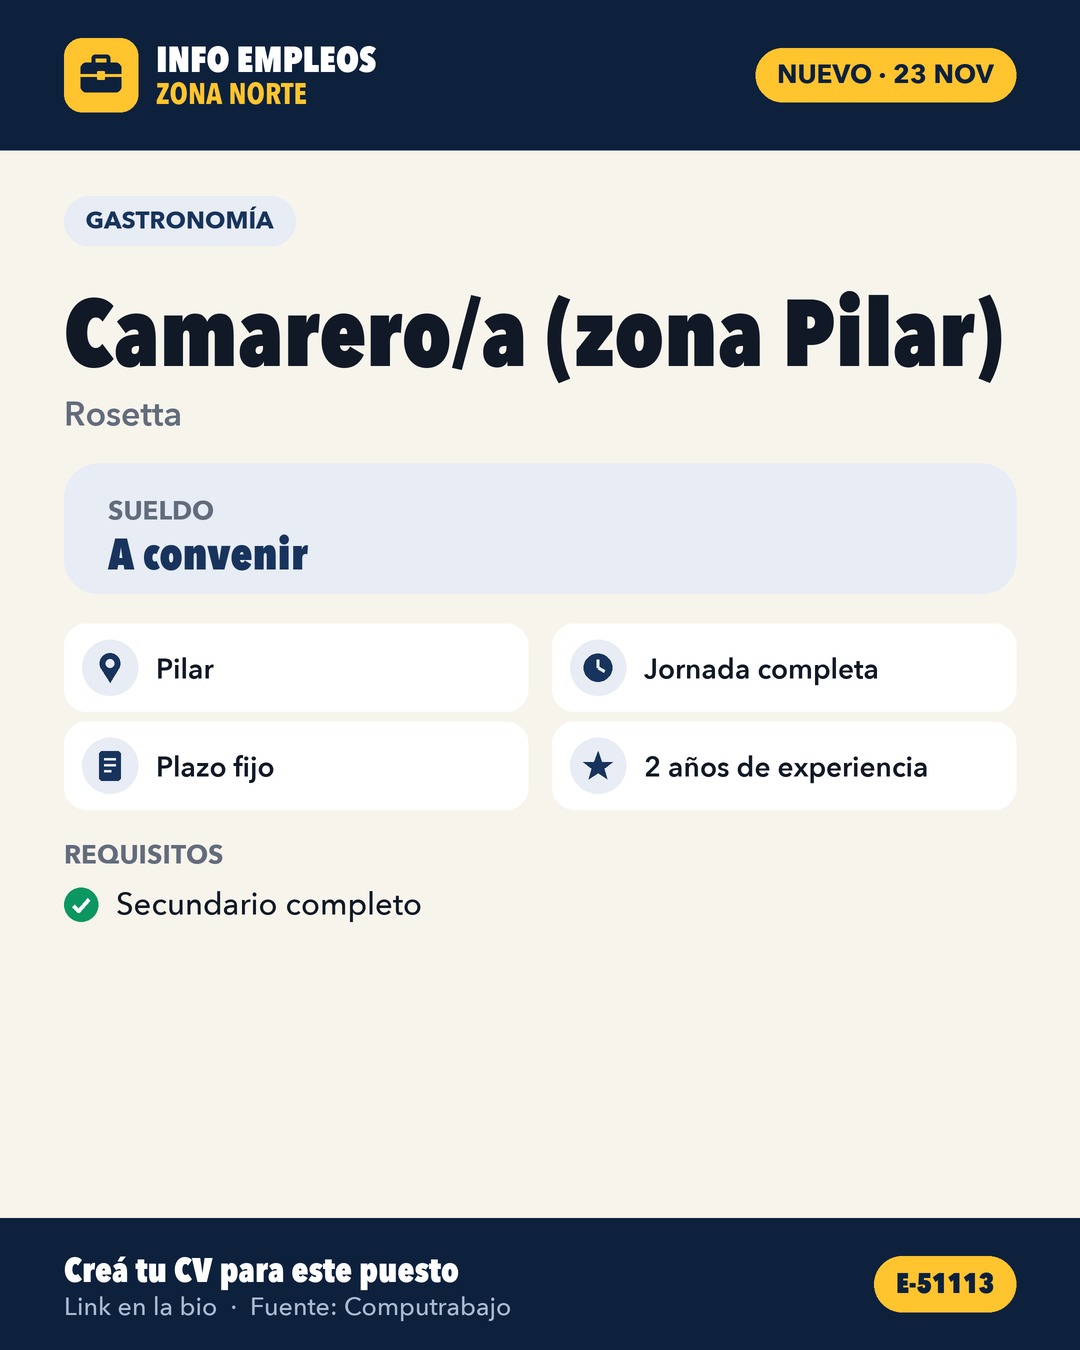 INFO EMPLEOS
ZONA NORTE
NUEVO · 23 NOV
GASTRONOMÍA
Camarero/a (zona Pilar)
Rosetta
SUELDO
A convenir
Pilar
Jornada completa
Plazo fijo
2 años de experiencia
REQUISITOS
Secundario completo
Creá tu CV para este puesto
Link en la bio · Fuente: Computrabajo
E-51113